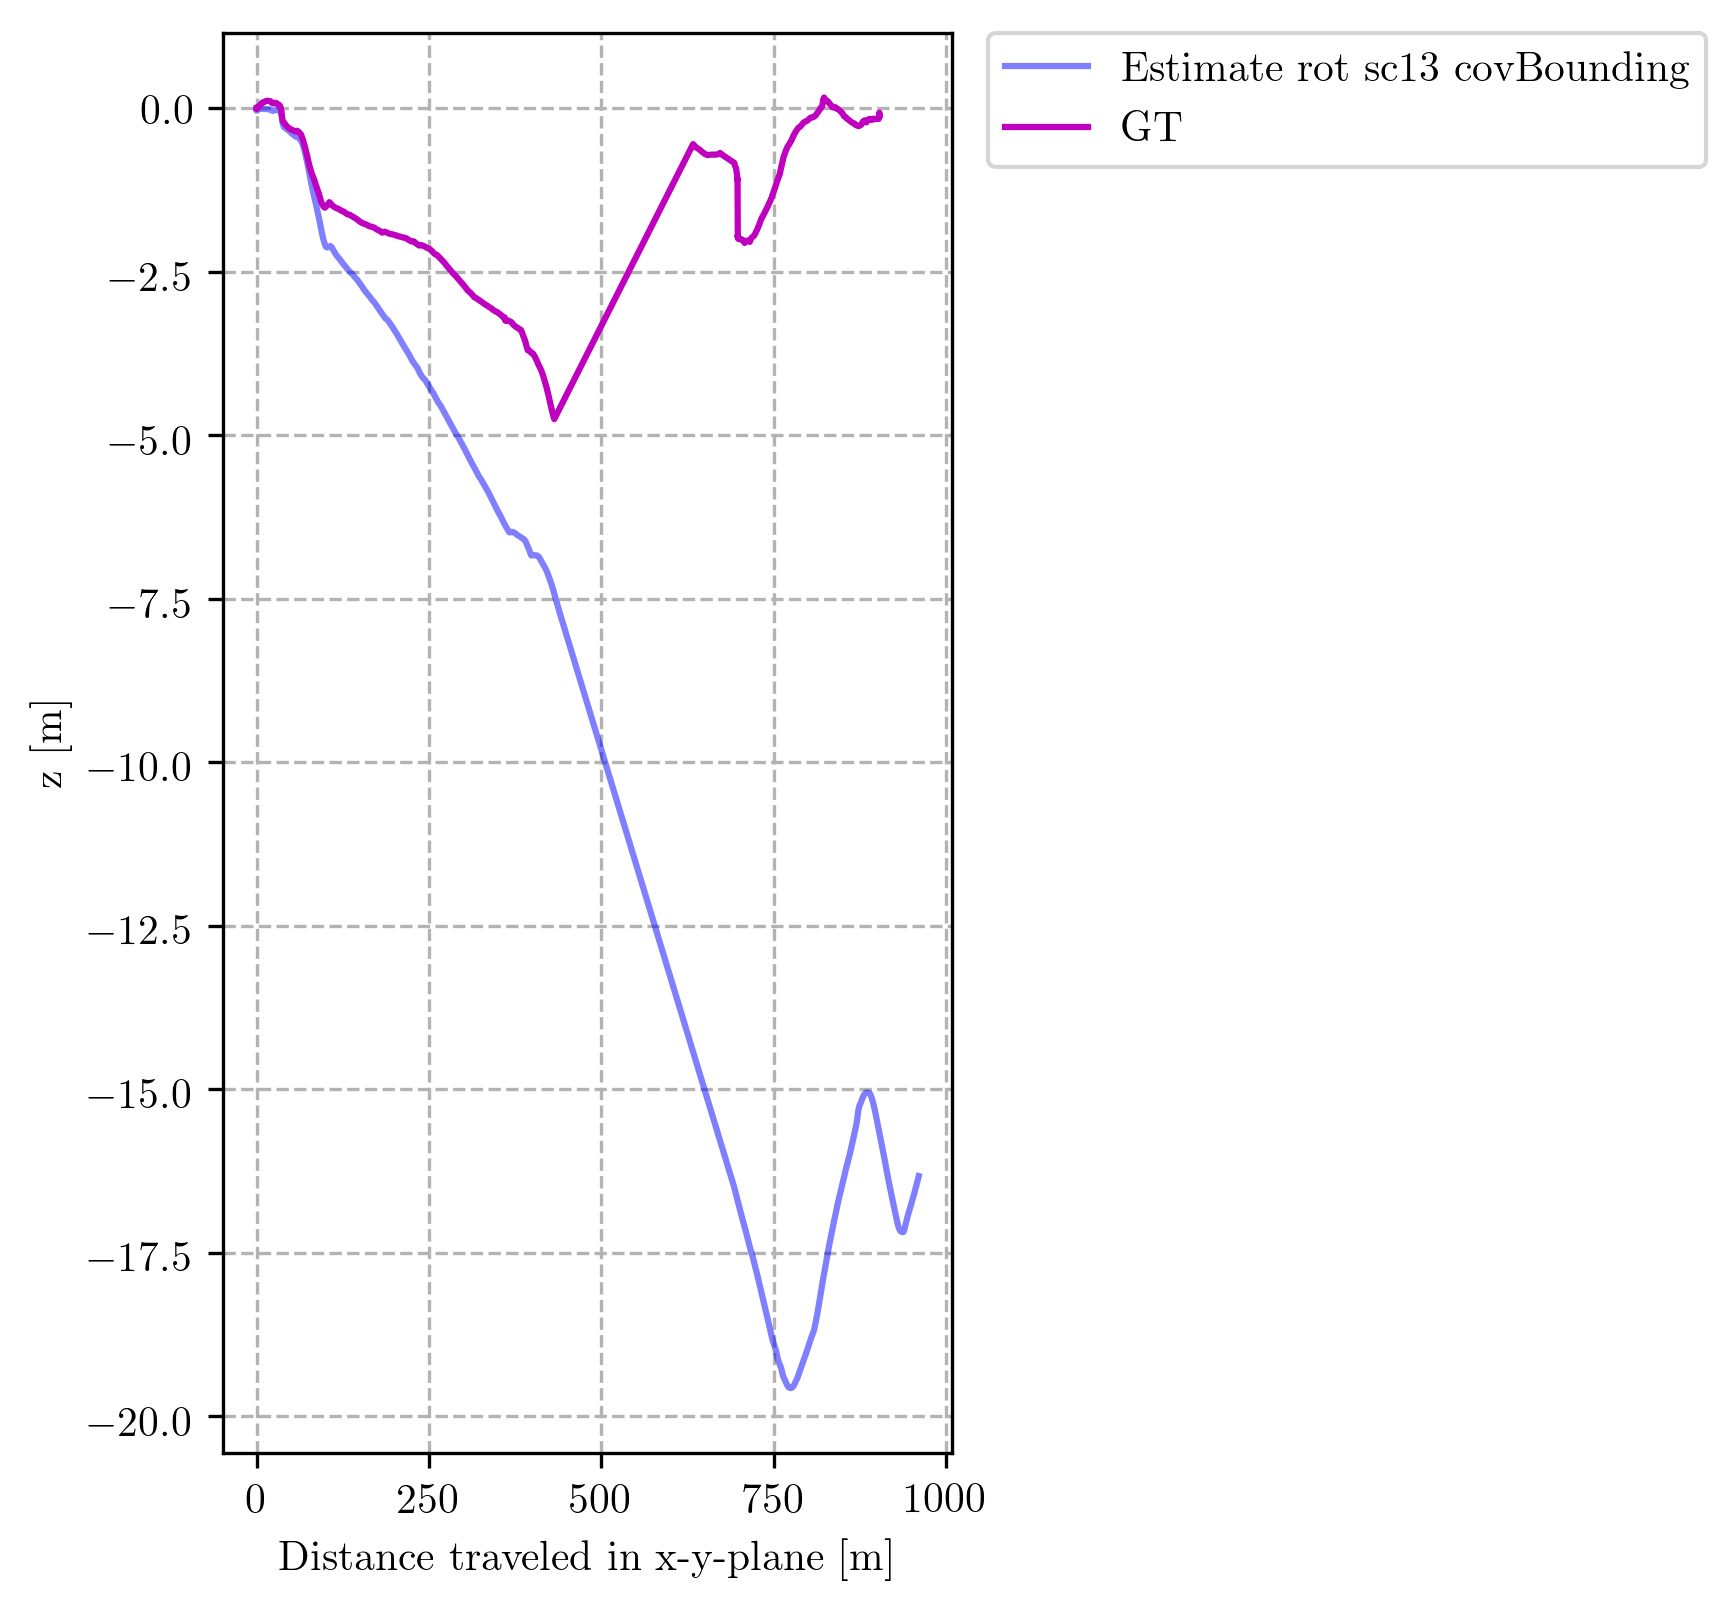 Estimate rot sc13 covBounding
GT
0.0
−2.5
−5.0
−7.5
−10.0
−12.5
−15.0
−17.5
−20.0
z [m]
0 250 500 750 1000
Distance traveled in x-y-plane [m]